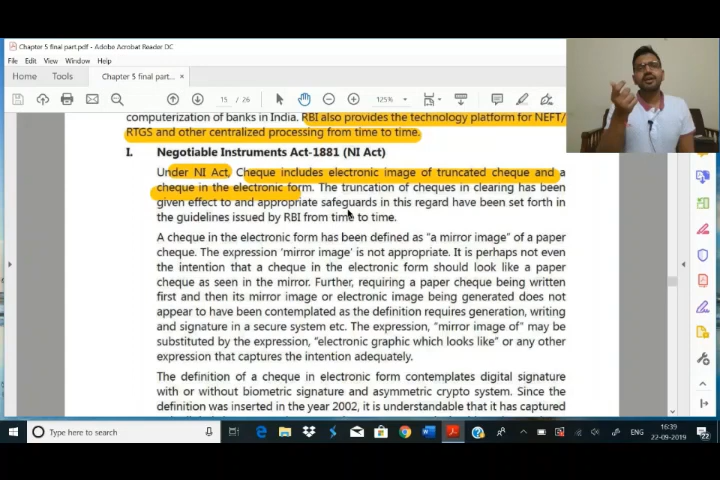 Chapter 5 final part.pdf - Adobe Acrobat Reader DC
File Edit View Window Help
Home Tools Chapter 5 final part.pdf ×
15 / 26 125%
computerization of banks in India. RBI also provides the technology platform for NEFT/
RTGS and other centralized processing from time to time.
I. Negotiable Instruments Act-1881 (NI Act)
Under NI Act, Cheque includes electronic image of truncated cheque and a
cheque in the electronic form. The truncation of cheques in clearing has been
given effect to and appropriate safeguards in this regard have been set forth in
the guidelines issued by RBI from time to time.
A cheque in the electronic form has been defined as “a mirror image” of a paper
cheque. The expression ‘mirror image’ is not appropriate. It is perhaps not even
the intention that a cheque in the electronic form should look like a paper
cheque as seen in the mirror. Further, requiring a paper cheque being written
first and then its mirror image or electronic image being generated does not
appear to have been contemplated as the definition requires generation, writing
and signature in a secure system etc. The expression, “mirror image of” may be
substituted by the expression, “electronic graphic which looks like” or any other
expression that captures the intention adequately.
The definition of a cheque in electronic form contemplates digital signature
with or without biometric signature and asymmetric crypto system. Since the
definition was inserted in the year 2002, it is understandable that it has captured
Type here to search
ENG
16:39
22-09-2019
22